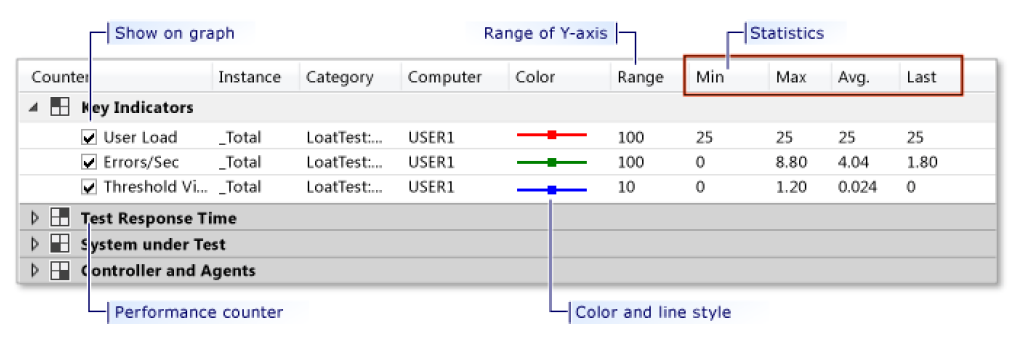 Show on graph Range of Y-axis Statistics
Counter Instance Category Computer Color Range Min Max Avg. Last
Key Indicators
User Load _Total LoatTest:... USER1 100 25 25 25 25
Errors/Sec _Total LoatTest:... USER1 100 0 8.80 4.04 1.80
Threshold Vi... _Total LoatTest:... USER1 10 0 1.20 0.024 0
Test Response Time
System under Test
Controller and Agents
Performance counter Color and line style